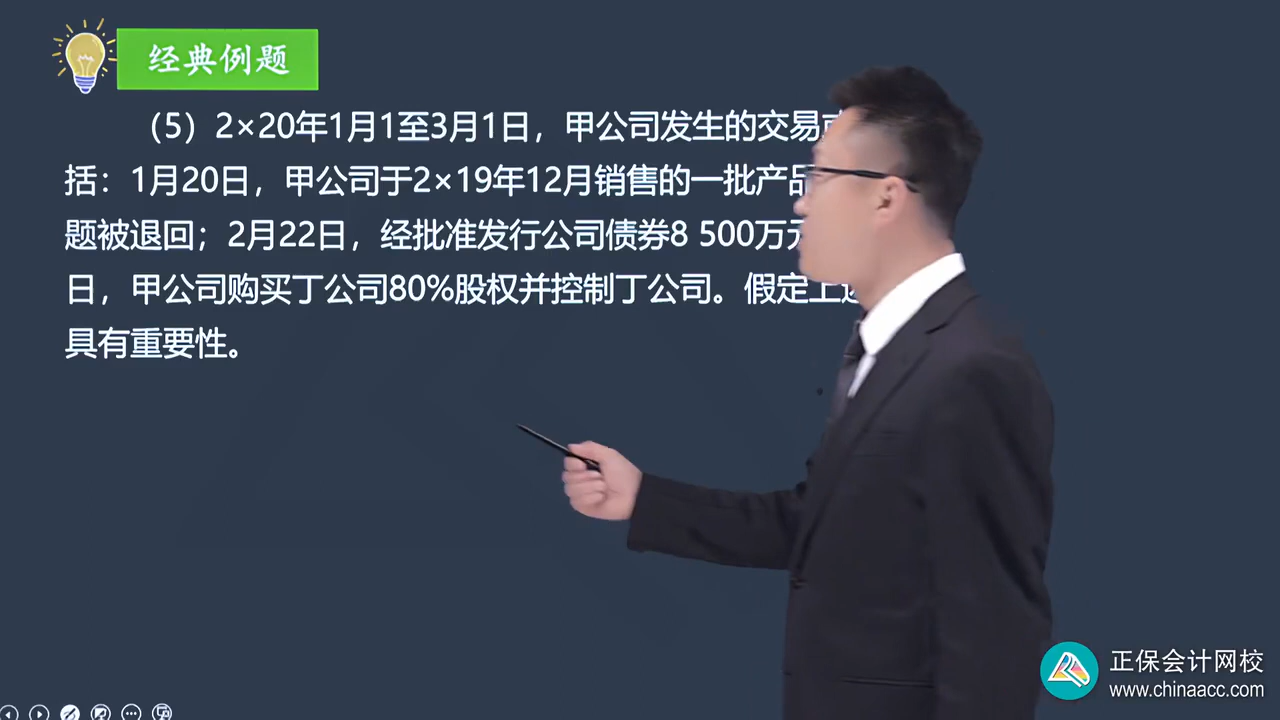 经典例题
（5）2×20年1月1至3月1日，甲公司发生的交易
括：1月20日，甲公司于2×19年12月销售的一批产品
题被退回；2月22日，经批准发行公司债券8 500万元
日，甲公司购买丁公司80%股权并控制丁公司。假定上述
具有重要性。
正保会计网校
www.chinaacc.com